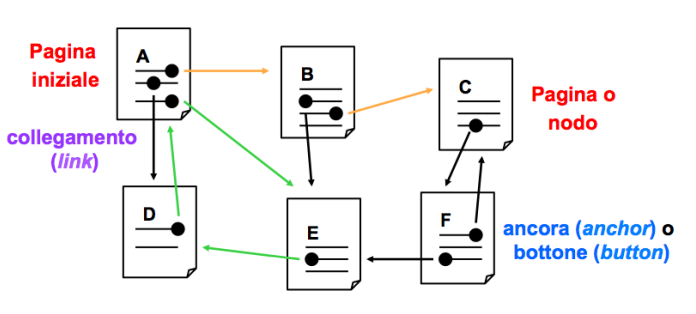 Pagina
iniziale
A
B
C
Pagina o
nodo
collegamento
(link)
D
E
F
ancora (anchor) o
bottone (button)